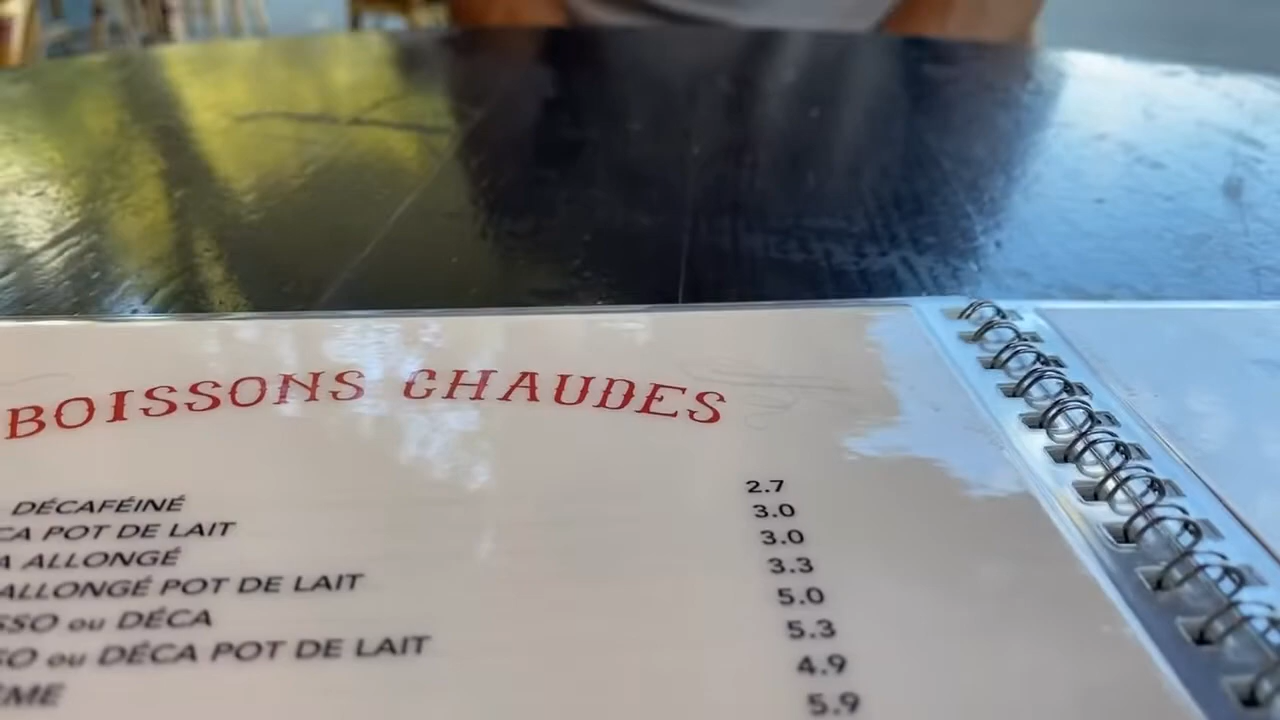 BOISSONS CHAUDES
DÉCAFÉINÉ 2.7
CA POT DE LAIT 3.0
A ALLONGÉ 3.0
ALLONGÉ POT DE LAIT 3.3
SSO ou DÉCA 5.0
SO ou DÉCA POT DE LAIT 5.3
ÈME 4.9
5.9